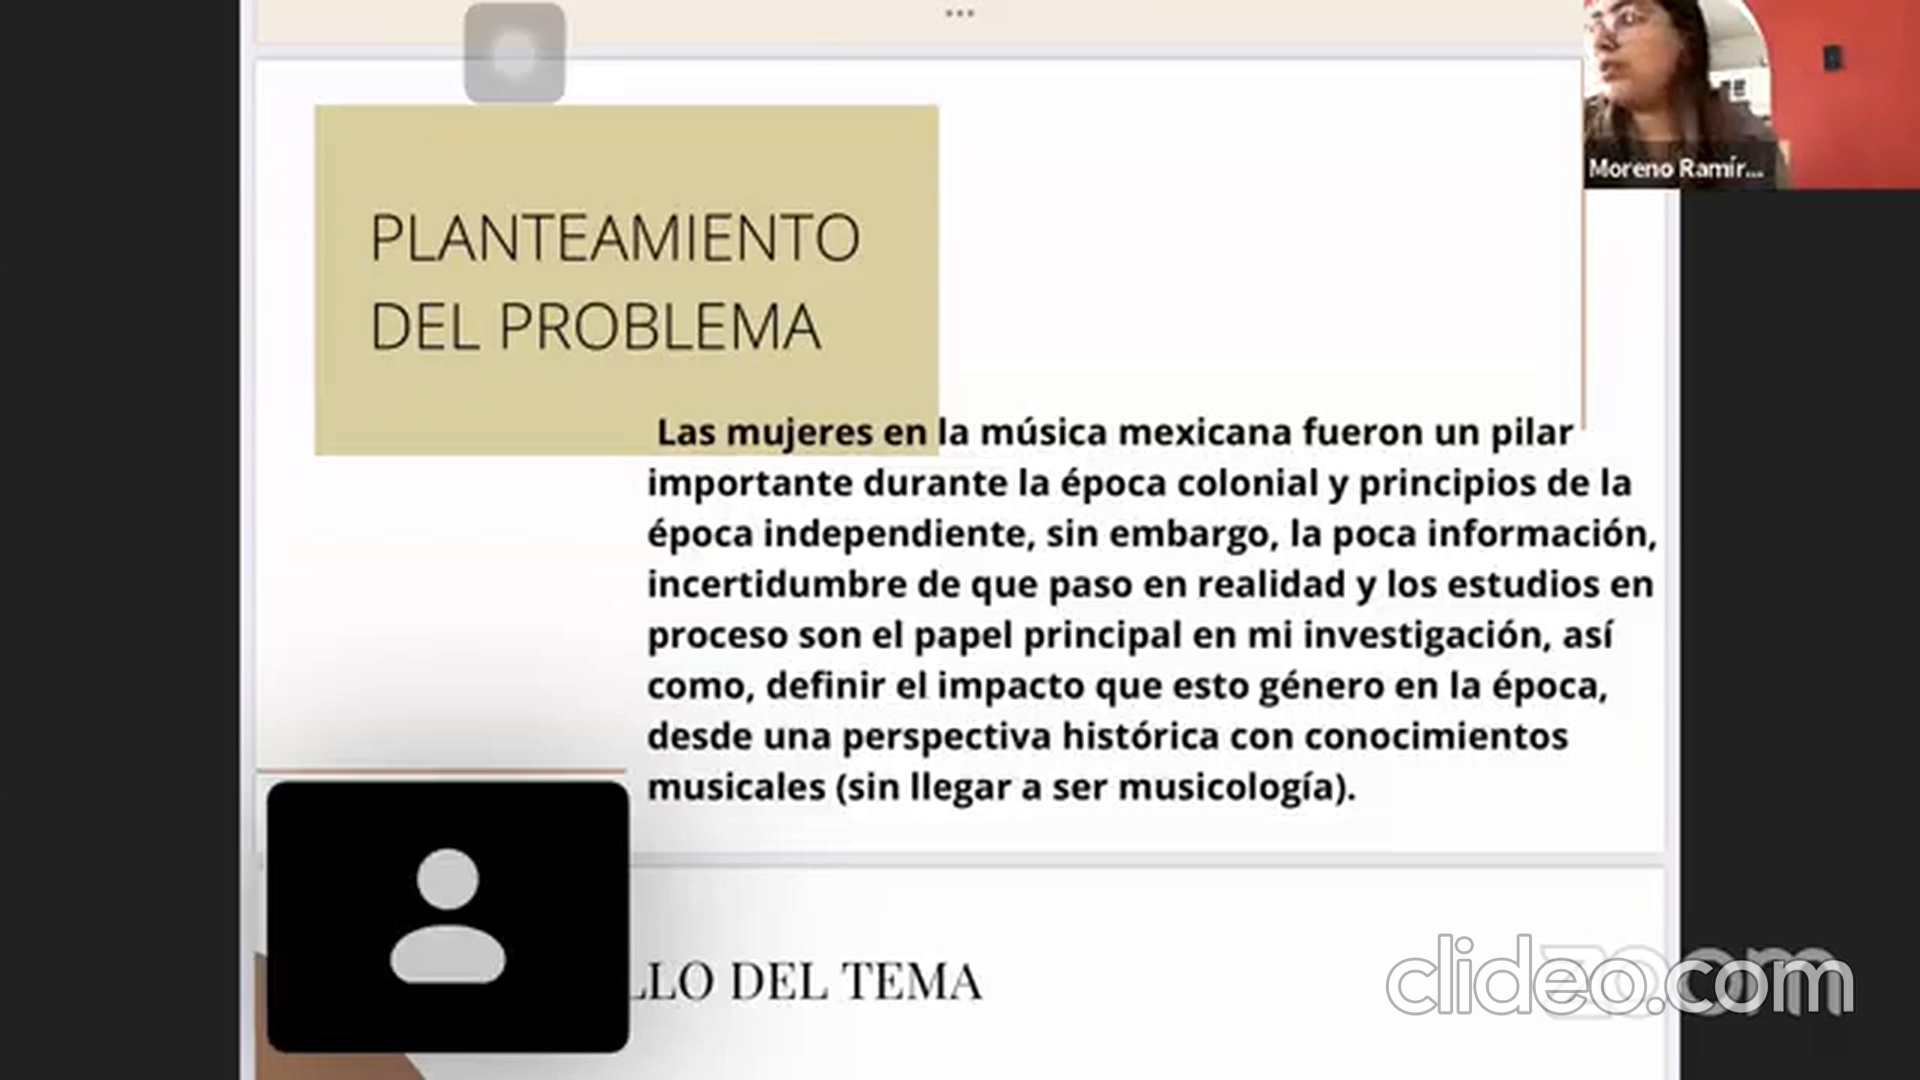 Moreno Ramír...
PLANTEAMIENTO
DEL PROBLEMA
Las mujeres en la música mexicana fueron un pilar
importante durante la época colonial y principios de la
época independiente, sin embargo, la poca información,
incertidumbre de que paso en realidad y los estudios en
proceso son el papel principal en mi investigación, así
como, definir el impacto que esto género en la época,
desde una perspectiva histórica con conocimientos
musicales (sin llegar a ser musicología).
LLO DEL TEMA
clideo.com
zoom